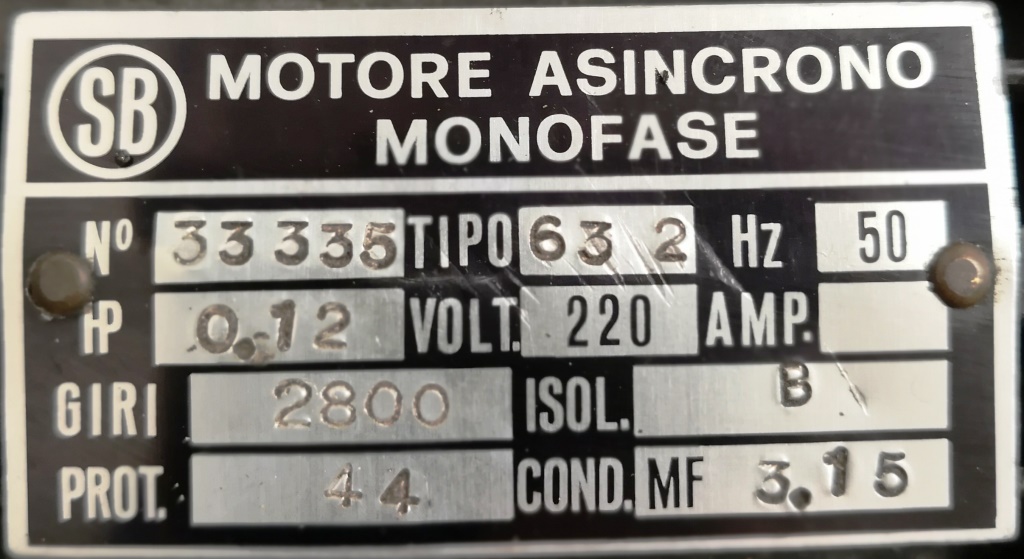 SB MOTORE ASINCRONO
MONOFASE
Nº 33335 TIPO 63 2 Hz 50
HP 0.12 VOLT. 220 AMP.
GIRI 2800 ISOL. B
PROT. 44 COND. MF 3.15